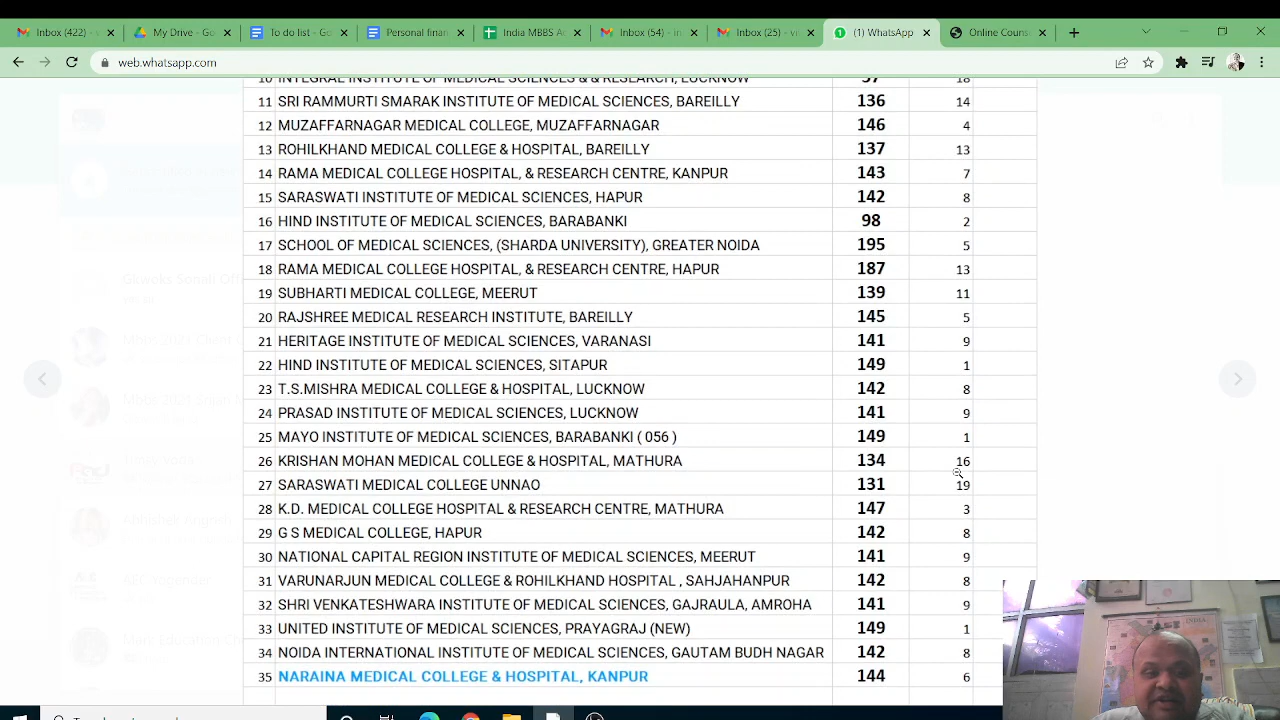 Inbox (422) -
My Drive - Go
To do list - G
Personal finan
India MBBS Ac
Inbox (54) - in
Inbox (25) - vi
WhatsApp
Online Couns
web.whatsapp.com
10 INTEGRAL INSTITUTE OF MEDICAL SCIENCES & & RESEARCH, LUCKNOW 18
11 SRI RAMMURTI SMARAK INSTITUTE OF MEDICAL SCIENCES, BAREILLY 136 14
12 MUZAFFARNAGAR MEDICAL COLLEGE, MUZAFFARNAGAR 146 4
13 ROHILKHAND MEDICAL COLLEGE & HOSPITAL, BAREILLY 137 13
14 RAMA MEDICAL COLLEGE HOSPITAL, & RESEARCH CENTRE, KANPUR 143 7
15 SARASWATI INSTITUTE OF MEDICAL SCIENCES, HAPUR 142 8
16 HIND INSTITUTE OF MEDICAL SCIENCES, BARABANKI 98 2
17 SCHOOL OF MEDICAL SCIENCES, (SHARDA UNIVERSITY), GREATER NOIDA 195 5
18 RAMA MEDICAL COLLEGE HOSPITAL, & RESEARCH CENTRE, HAPUR 187 13
19 SUBHARTI MEDICAL COLLEGE, MEERUT 139 11
20 RAJSHREE MEDICAL RESEARCH INSTITUTE, BAREILLY 145 5
21 HERITAGE INSTITUTE OF MEDICAL SCIENCES, VARANASI 141 9
22 HIND INSTITUTE OF MEDICAL SCIENCES, SITAPUR 149 1
23 T.S.MISHRA MEDICAL COLLEGE & HOSPITAL, LUCKNOW 142 8
24 PRASAD INSTITUTE OF MEDICAL SCIENCES, LUCKNOW 141 9
25 MAYO INSTITUTE OF MEDICAL SCIENCES, BARABANKI ( 056 ) 149 1
26 KRISHAN MOHAN MEDICAL COLLEGE & HOSPITAL, MATHURA 134 16
27 SARASWATI MEDICAL COLLEGE UNNAO 131 19
28 K.D. MEDICAL COLLEGE HOSPITAL & RESEARCH CENTRE, MATHURA 147 3
29 G S MEDICAL COLLEGE, HAPUR 142 8
30 NATIONAL CAPITAL REGION INSTITUTE OF MEDICAL SCIENCES, MEERUT 141 9
31 VARUNARJUN MEDICAL COLLEGE & ROHILKHAND HOSPITAL , SAHJAHANPUR 142 8
32 SHRI VENKATESHWARA INSTITUTE OF MEDICAL SCIENCES, GAJRAULA, AMROHA 141 9
33 UNITED INSTITUTE OF MEDICAL SCIENCES, PRAYAGRAJ (NEW) 149 1
34 NOIDA INTERNATIONAL INSTITUTE OF MEDICAL SCIENCES, GAUTAM BUDH NAGAR 142 8
35 NARAINA MEDICAL COLLEGE & HOSPITAL, KANPUR 144 6